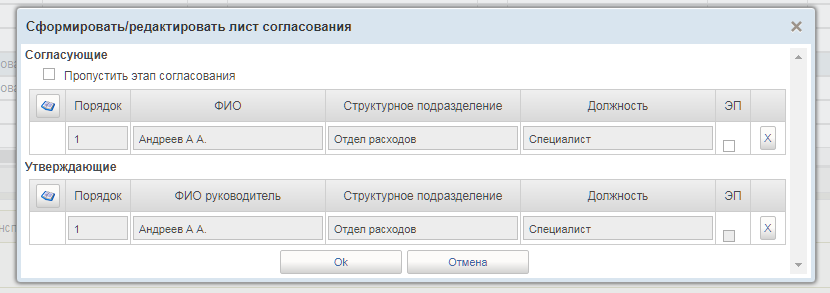 Сформировать/редактировать лист согласования
Согласующие
Пропустить этап согласования
Порядок ФИО Структурное подразделение Должность ЭП
1 Андреев А А. Отдел расходов Специалист X
Утверждающие
Порядок ФИО руководитель Структурное подразделение Должность ЭП
1 Андреев А А. Отдел расходов Специалист X
Ok Отмена